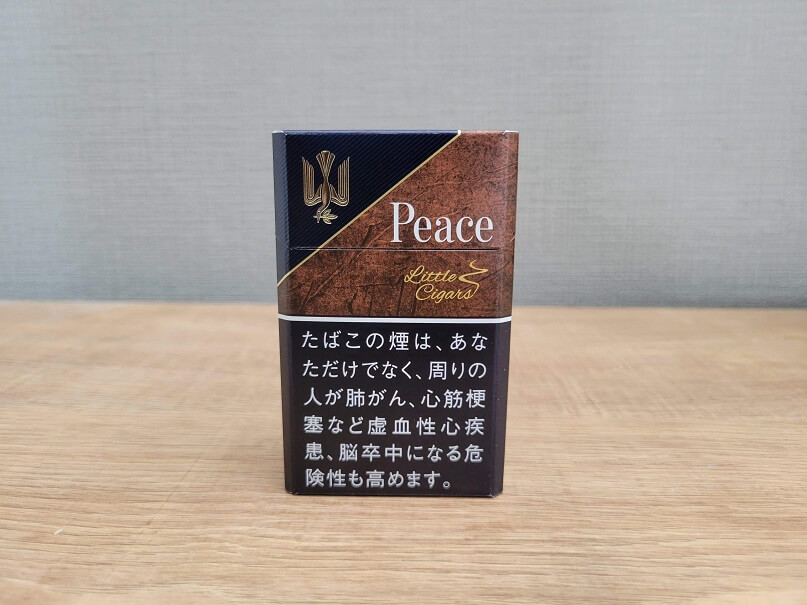 Peace
Little
Cigars
たばこの煙は、あな
ただけでなく、周りの
人が肺がん、心筋梗
塞など虚血性心疾
患、脳卒中になる危
険性も高めます。